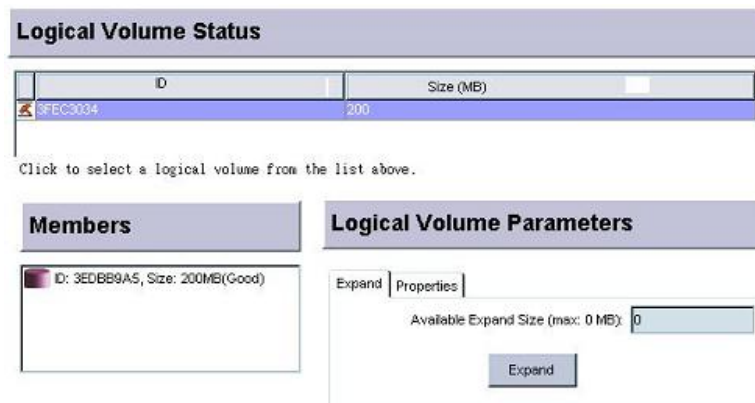 Logical Volume Status
ID Size (MB)
3FEC3034 200
Click to select a logical volume from the list above.
Members
ID: 3EDBB9A5, Size: 200MB(Good)
Logical Volume Parameters
Expand Properties
Available Expand Size (max: 0 MB): 0
Expand